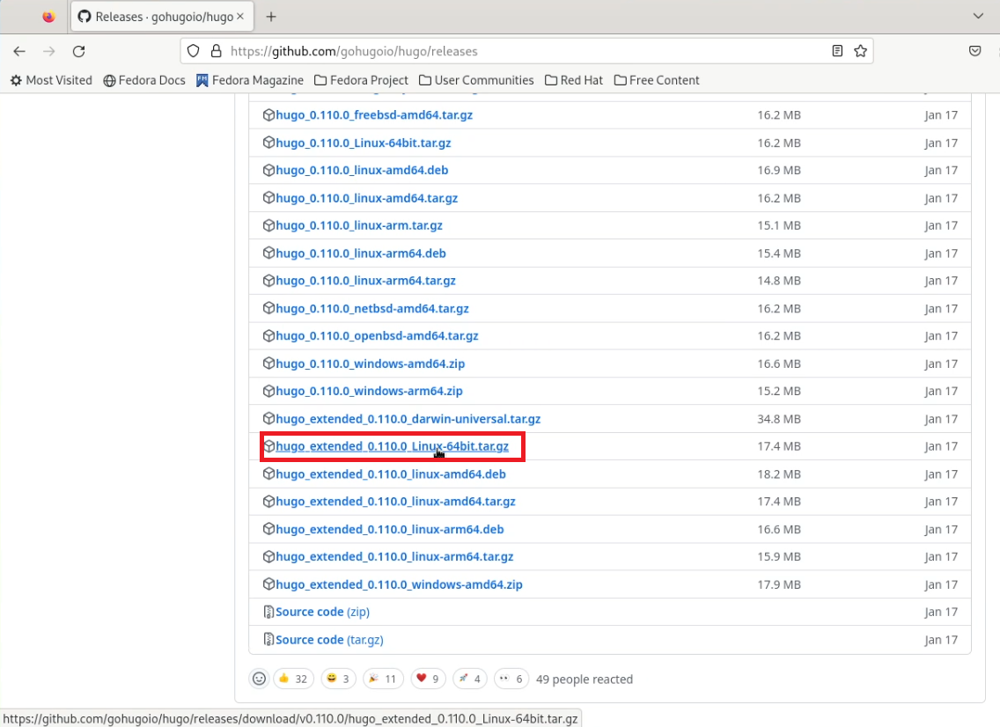 Releases · gohugoio/hugo
https://github.com/gohugoio/hugo/releases
Most Visited Fedora Docs Fedora Magazine Fedora Project User Communities Red Hat Free Content
hugo_0.110.0_freebsd-amd64.tar.gz 16.2 MB Jan 17
hugo_0.110.0_Linux-64bit.tar.gz 16.2 MB Jan 17
hugo_0.110.0_linux-amd64.deb 16.9 MB Jan 17
hugo_0.110.0_linux-amd64.tar.gz 16.2 MB Jan 17
hugo_0.110.0_linux-arm.tar.gz 15.1 MB Jan 17
hugo_0.110.0_linux-arm64.deb 15.4 MB Jan 17
hugo_0.110.0_linux-arm64.tar.gz 14.8 MB Jan 17
hugo_0.110.0_netbsd-amd64.tar.gz 16.2 MB Jan 17
hugo_0.110.0_openbsd-amd64.tar.gz 16.2 MB Jan 17
hugo_0.110.0_windows-amd64.zip 16.6 MB Jan 17
hugo_0.110.0_windows-arm64.zip 15.2 MB Jan 17
hugo_extended_0.110.0_darwin-universal.tar.gz 34.8 MB Jan 17
hugo_extended_0.110.0_Linux-64bit.tar.gz 17.4 MB Jan 17
hugo_extended_0.110.0_linux-amd64.deb 18.2 MB Jan 17
hugo_extended_0.110.0_linux-amd64.tar.gz 17.4 MB Jan 17
hugo_extended_0.110.0_linux-arm64.deb 16.6 MB Jan 17
hugo_extended_0.110.0_linux-arm64.tar.gz 15.9 MB Jan 17
hugo_extended_0.110.0_windows-amd64.zip 17.9 MB Jan 17
Source code (zip) Jan 17
Source code (tar.gz) Jan 17
👍 32 😄 3 🎉 11 ❤️ 9 🚀 4 👀 6 49 people reacted
https://github.com/gohugoio/hugo/releases/download/v0.110.0/hugo_extended_0.110.0_Linux-64bit.tar.gz